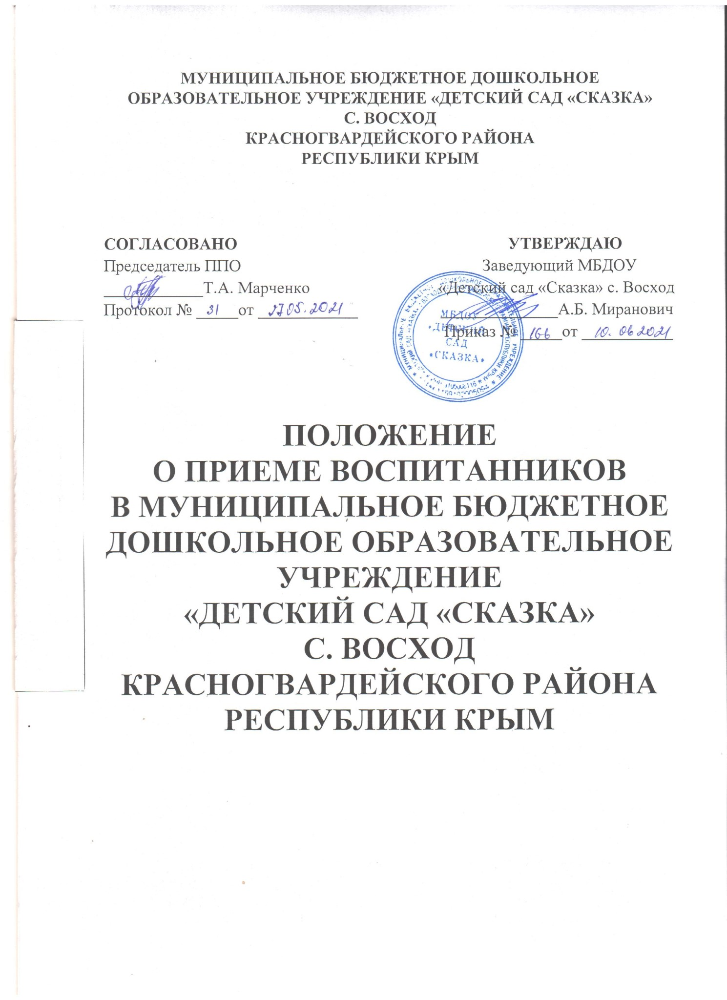 МУНИЦИПАЛЬНОЕ БЮДЖЕТНОЕ ДОШКОЛЬНОЕ
ОБРАЗОВАТЕЛЬНОЕ УЧРЕЖДЕНИЕ «ДЕТСКИЙ САД «СКАЗКА»
С. ВОСХОД
КРАСНОГВАРДЕЙСКОГО РАЙОНА
РЕСПУБЛИКИ КРЫМ
СОГЛАСОВАНО
Председатель ППО
____________Т.А. Марченко
Протокол № 31 от 27 05. 2021
УТВЕРЖДАЮ
Заведующий МБДОУ
«Детский сад «Сказка» с. Восход
______________А.Б. Миранович
Приказ № 166 от 10. 06 2021
МБДОУ
«ДЕТСКИЙ
САД
«СКАЗКА»
ПОЛОЖЕНИЕ
О ПРИЕМЕ ВОСПИТАННИКОВ
В МУНИЦИПАЛЬНОЕ БЮДЖЕТНОЕ
ДОШКОЛЬНОЕ ОБРАЗОВАТЕЛЬНОЕ
УЧРЕЖДЕНИЕ
«ДЕТСКИЙ САД «СКАЗКА»
С. ВОСХОД
КРАСНОГВАРДЕЙСКОГО РАЙОНА
РЕСПУБЛИКИ КРЫМ